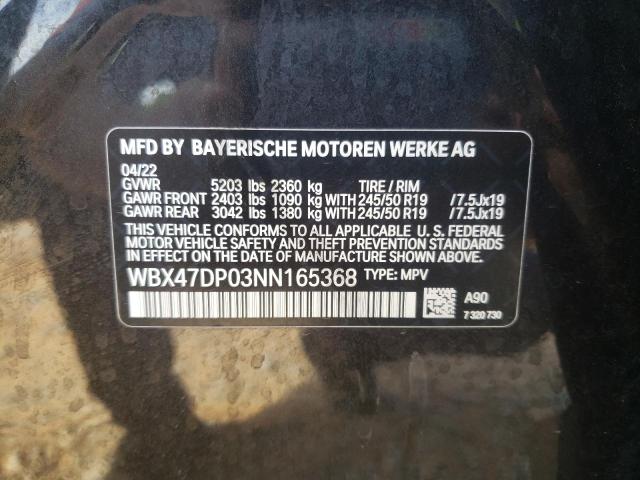 MFD BY BAYERISCHE MOTOREN WERKE AG
04/22
GVWR 5203 lbs 2360 kg TIRE / RIM
GAWR FRONT 2403 lbs 1090 kg WITH 245/50 R19 /7.5Jx19
GAWR REAR 3042 lbs 1380 kg WITH 245/50 R19 /7.5Jx19
THIS VEHICLE CONFORMS TO ALL APPLICABLE U. S. FEDERAL
MOTOR VEHICLE SAFETY, BUMPER, AND THEFT PREVENTION STANDARDS
IN EFFECT ON THE DATE OF MANUFACTURE SHOWN ABOVE.
WBX47DP03NN165368 TYPE: MPV
A90
7 320 730